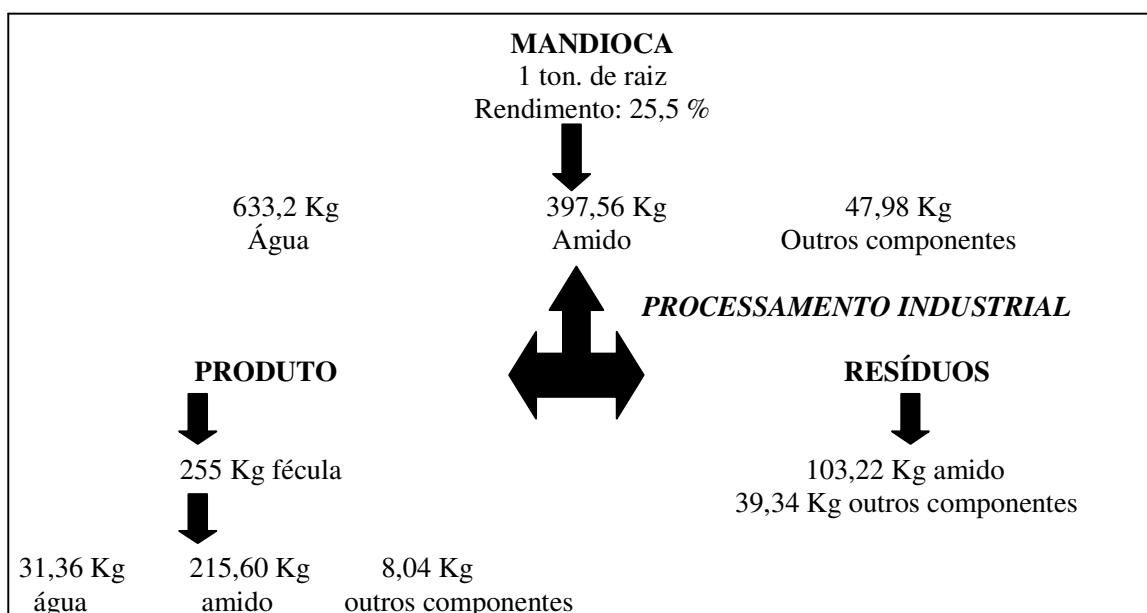 MANDIOCA
1 ton. de raiz
Rendimento: 25,5 %
633,2 Kg
Água
397,56 Kg
Amido
47,98 Kg
Outros componentes
PROCESSAMENTO INDUSTRIAL
PRODUTO
RESÍDUOS
255 Kg fécula
103,22 Kg amido
39,34 Kg outros componentes
31,36 Kg
água
215,60 Kg
amido
8,04 Kg
outros componentes